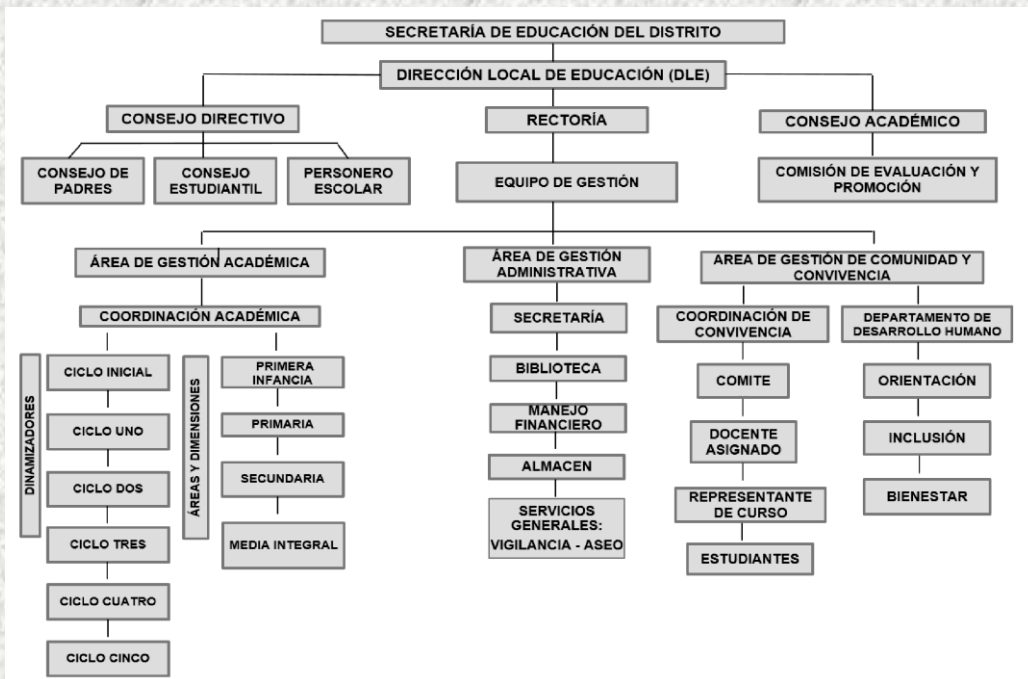 SECRETARÍA DE EDUCACIÓN DEL DISTRITO
DIRECCIÓN LOCAL DE EDUCACIÓN (DLE)
CONSEJO DIRECTIVO
RECTORÍA
CONSEJO ACADÉMICO
CONSEJO DE
PADRES
CONSEJO
ESTUDIANTIL
PERSONERO
ESCOLAR
EQUIPO DE GESTIÓN
COMISIÓN DE EVALUACIÓN Y
PROMOCIÓN
ÁREA DE GESTIÓN ACADÉMICA
ÁREA DE GESTIÓN
ADMINISTRATIVA
AREA DE GESTIÓN DE COMUNIDAD Y
CONVIVENCIA
COORDINACIÓN ACADÉMICA
DINAMIZADORES
CICLO INICIAL
CICLO UNO
CICLO DOS
CICLO TRES
CICLO CUATRO
CICLO CINCO
ÁREAS Y DIMENSIONES
PRIMERA
INFANCIA
PRIMARIA
SECUNDARIA
MEDIA INTEGRAL
SECRETARÍA
BIBLIOTECA
MANEJO
FINANCIERO
ALMACEN
SERVICIOS
GENERALES:
VIGILANCIA - ASEO
COORDINACIÓN DE
CONVIVENCIA
COMITE
DOCENTE
ASIGNADO
REPRESENTANTE
DE CURSO
ESTUDIANTES
DEPARTAMENTO DE
DESARROLLO HUMANO
ORIENTACIÓN
INCLUSIÓN
BIENESTAR